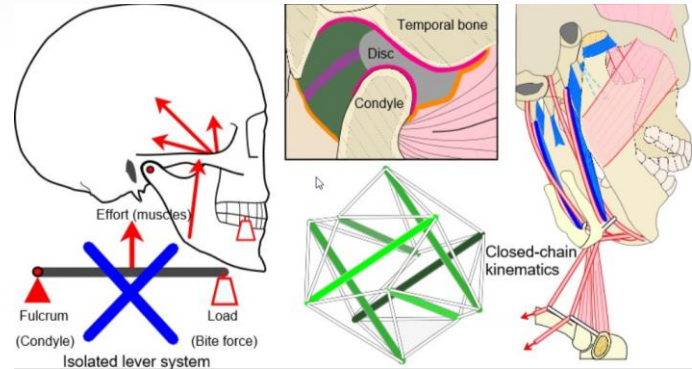 Effort (muscles)
Fulcrum
Load
(Condyle)
(Bite force)
Isolated lever system
Temporal bone
Disc
Condyle
Closed-chain
kinematics